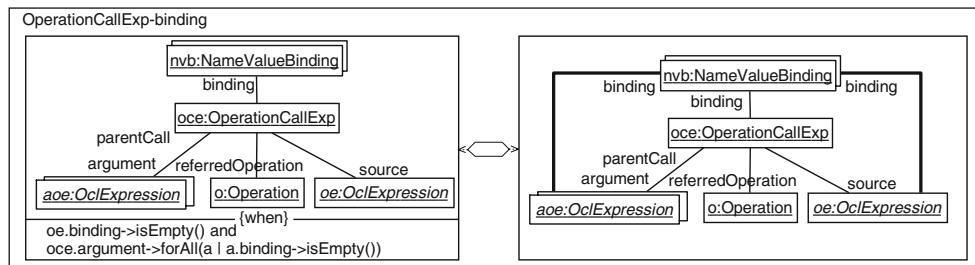 OperationCallExp-binding
nvb:NameValueBinding
binding
oce:OperationCallExp
parentCall
argument
referredOperation
source
aoe:OclExpression
o:Operation
oe:OclExpression
{when}
oe.binding->isEmpty() and
oce.argument->forAll(a | a.binding->isEmpty())
nvb:NameValueBinding
binding
binding
binding
oce:OperationCallExp
parentCall
argument
referredOperation
source
aoe:OclExpression
o:Operation
oe:OclExpression